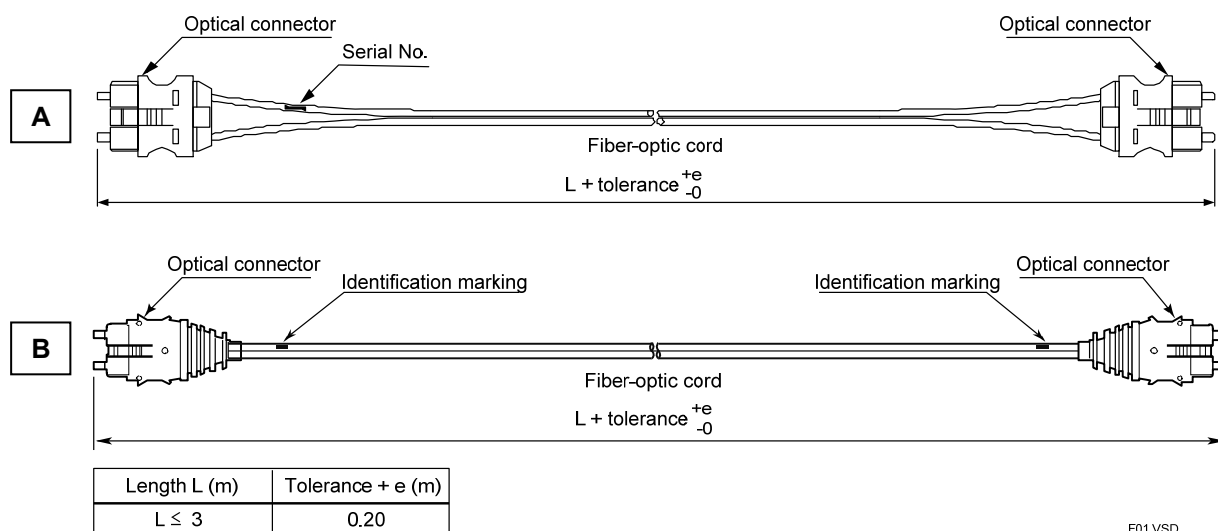 Optical connector
Optical connector
Serial No.
A
Fiber-optic cord
L + tolerance +e -0
Optical connector
Optical connector
Identification marking
Identification marking
B
Fiber-optic cord
L + tolerance +e -0
Length L (m) Tolerance + e (m)
L ≤ 3 0.20
F01.VSD